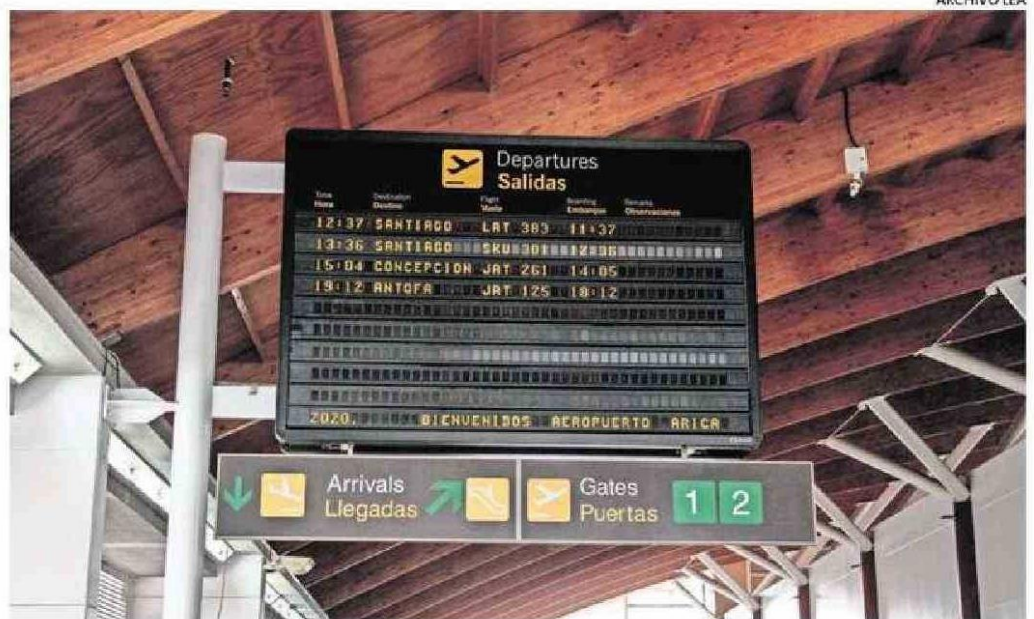 ARCHIVO LEA
Departures
Salidas
Time Destination Flight Boarding Remarks
Hora Destino Vuelo Embarque Observaciones
12:37 SANTIAGO LAT 383 11:37
13:36 SANTIAGO SKU 301 12:36
15:04 CONCEPCION JAT 261 14:05
19:12 ANTOFA JAT 125 18:12
2020. BIENVENIDOS AEROPUERTO ARICA
Arrivals
Llegadas
Gates
Puertas
1 2